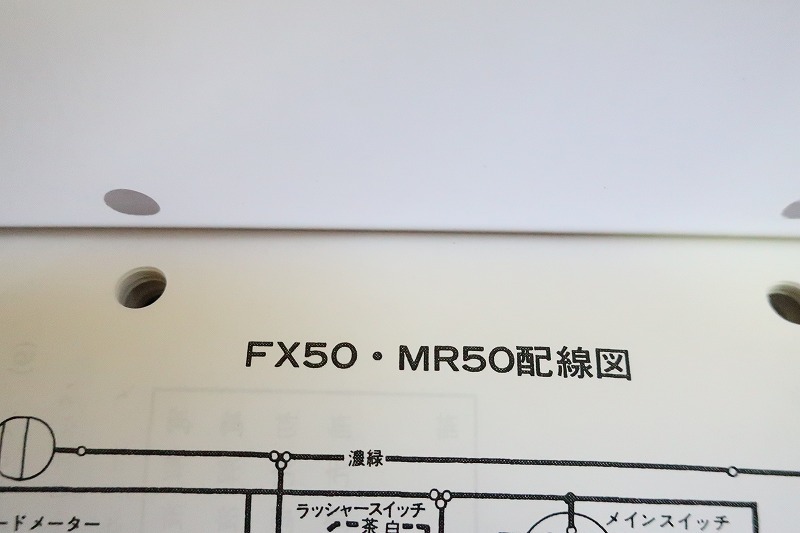 FX50・MR50配線図
濃緑
ラッシャースイッチ
茶 白
ードメーター
メインスイッチ